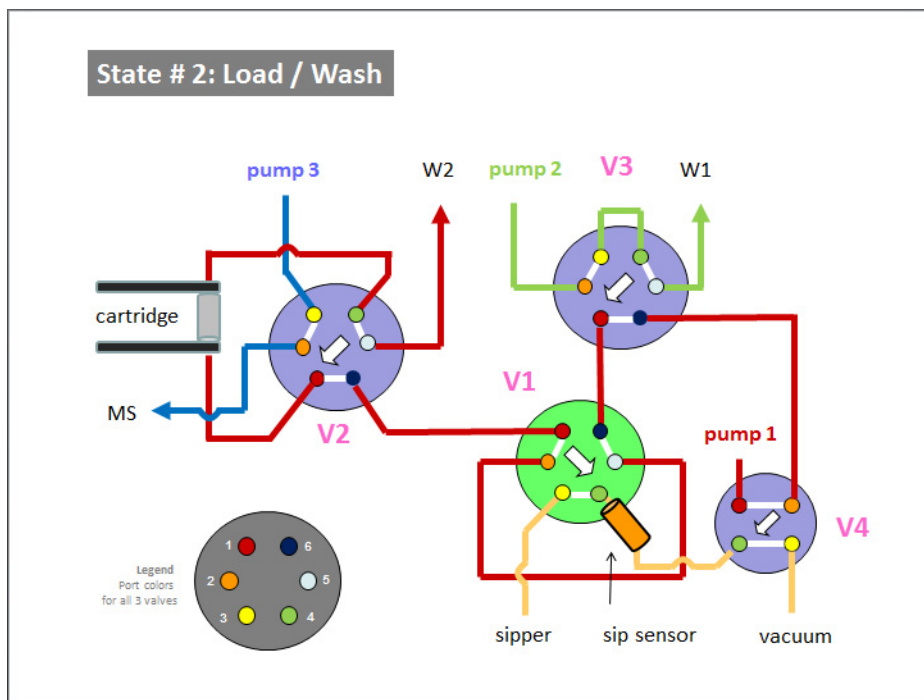 State # 2: Load / Wash
pump 3
W2
pump 2
V3
W1
cartridge
MS
V2
V1
pump 1
V4
Legend
Port colors
for all 3 valves
1
6
2
5
3
4
sipper
sip sensor
vacuum